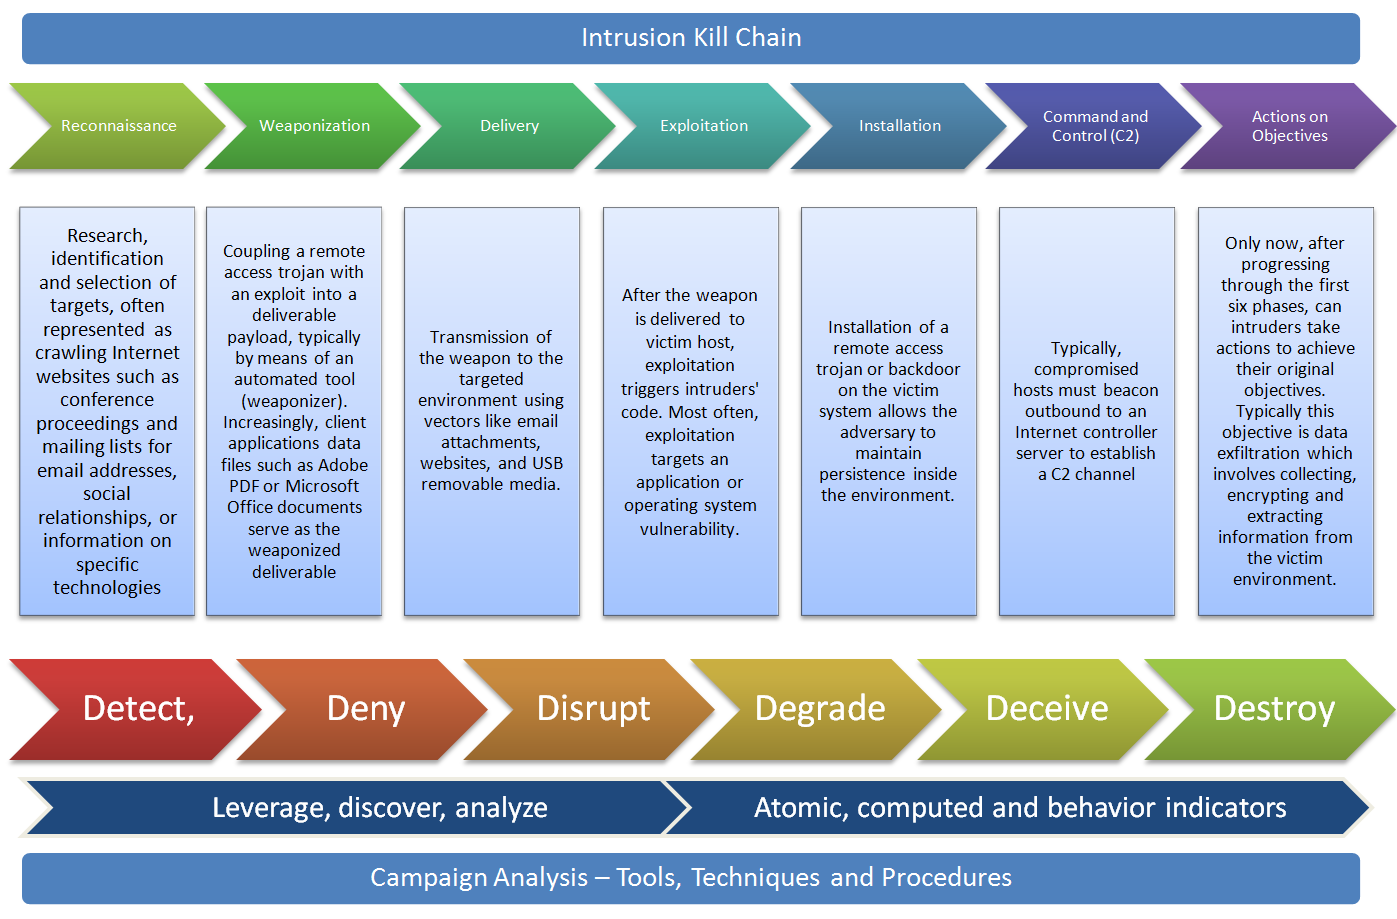 Intrusion Kill Chain
Reconnaissance
Weaponization
Delivery
Exploitation
Installation
Command and
Control (C2)
Actions on
Objectives
Research,
identification
and selection of
targets, often
represented as
crawling Internet
websites such as
conference
proceedings and
mailing lists for
email addresses,
social
relationships, or
information on
specific
technologies
Coupling a remote
access trojan with
an exploit into a
deliverable
payload, typically
by means of an
automated tool
(weaponizer).
Increasingly, client
applications data
files such as Adobe
PDF or Microsoft
Office documents
serve as the
weaponized
deliverable
Transmission of
the weapon to the
targeted
environment using
vectors like email
attachments,
websites, and USB
removable media.
After the weapon
is delivered to
victim host,
exploitation
triggers intruders'
code. Most often,
exploitation
targets an
application or
operating system
vulnerability.
Installation of a
remote access
trojan or backdoor
on the victim
system allows the
adversary to
maintain
persistence inside
the environment.
Typically,
compromised
hosts must beacon
outbound to an
Internet controller
server to establish
a C2 channel
Only now, after
progressing
through the first
six phases, can
intruders take
actions to achieve
their original
objectives.
Typically this
objective is data
exfiltration which
involves collecting,
encrypting and
extracting
information from
the victim
environment.
Detect,
Deny
Disrupt
Degrade
Deceive
Destroy
Leverage, discover, analyze
Atomic, computed and behavior indicators
Campaign Analysis – Tools, Techniques and Procedures